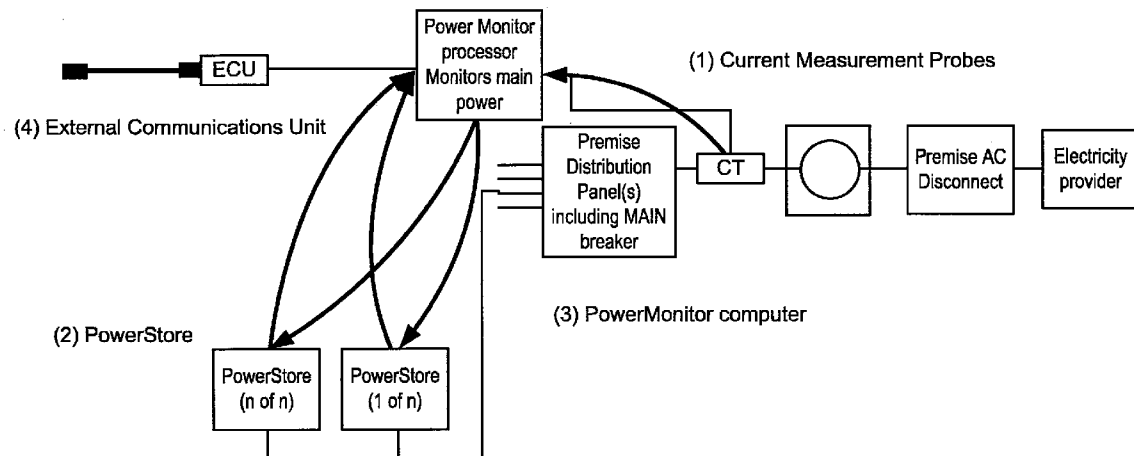 Power Monitor
processor
Monitors main
power
ECU
(1) Current Measurement Probes
(4) External Communications Unit
Premise
Distribution
Panel(s)
including MAIN
breaker
CT
Premise AC
Disconnect
Electricity
provider
(3) PowerMonitor computer
(2) PowerStore
PowerStore
(n of n)
PowerStore
(1 of n)